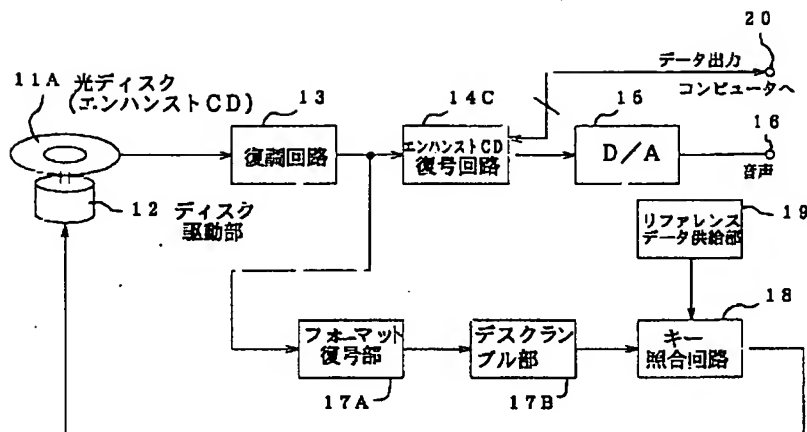 20
データ出力
コンピュータへ
11A 光ディスク
(エンハンストCD)
13
復調回路
14C
エンハンストCD
復号回路
15
D/A
16
音声
12 ディスク
駆動部
リファレンス
データ供給部
19
フォーマット
復号部
17A
デスクラン
ブル部
17B
キー
照合回路
18